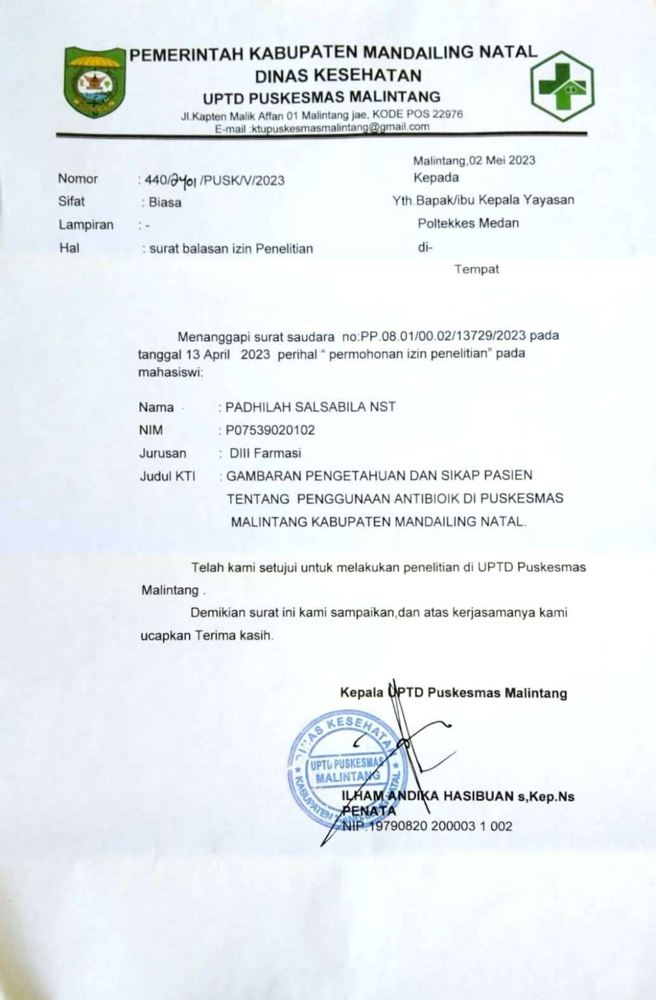 PEMERINTAH KABUPATEN MANDAILING NATAL
DINAS KESEHATAN
UPTD PUSKESMAS MALINTANG
Jl.Kapten Malik Affan 01 Malintang jae, KODE POS 22976
E-mail :ktupuskesmasmalintang@gmail.com
Malintang,02 Mei 2023
Nomor : 440/2401/PUSK/V/2023 Kepada
Sifat : Biasa Yth.Bapak/ibu Kepala Yayasan
Lampiran : - Poltekkes Medan
Hal : surat balasan izin Penelitian di-
Tempat
Menanggapi surat saudara no:PP.08.01/00.02/13729/2023 pada
tanggal 13 April 2023 perihal “ permohonan izin penelitian” pada
mahasiswi:
Nama : PADHILAH SALSABILA NST
NIM : P07539020102
Jurusan : DIII Farmasi
Judul KTI : GAMBARAN PENGETAHUAN DAN SIKAP PASIEN
TENTANG PENGGUNAAN ANTIBIOIK DI PUSKESMAS
MALINTANG KABUPATEN MANDAILING NATAL.
Telah kami setujui untuk melakukan penelitian di UPTD Puskesmas
Malintang .
Demikian surat ini kami sampaikan,dan atas kerjasamanya kami
ucapkan Terima kasih.
Kepala UPTD Puskesmas Malintang
DINAS KESEHATAN
UPTD PUSKESMAS
MALINTANG
KABUPATEN MANDAILING NATAL
ILHAM ANDIKA HASIBUAN s,Kep.Ns
PENATA
NIP.19790820 200003 1 002